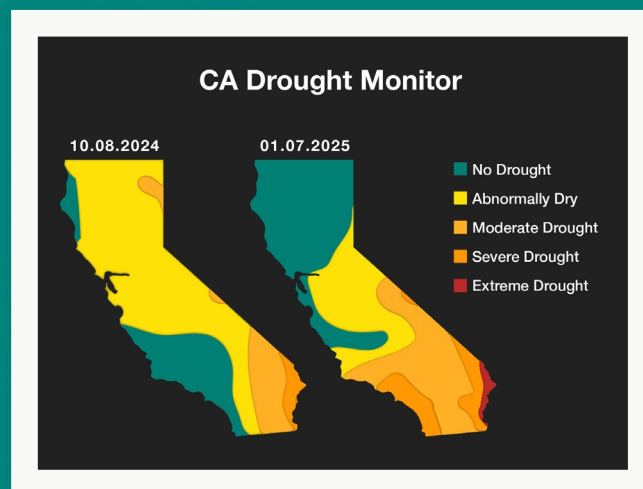 CA Drought Monitor
10.08.2024
01.07.2025
No Drought
Abnormally Dry
Moderate Drought
Severe Drought
Extreme Drought